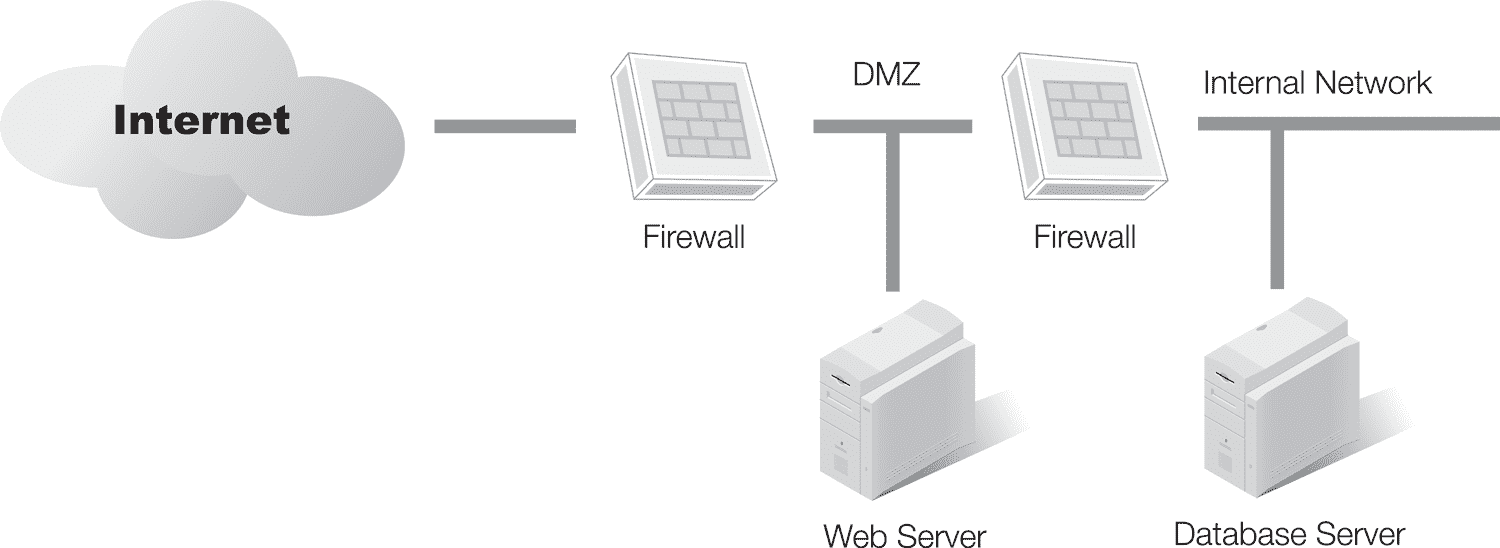 Internet
DMZ
Internal Network
Firewall
Firewall
Web Server
Database Server